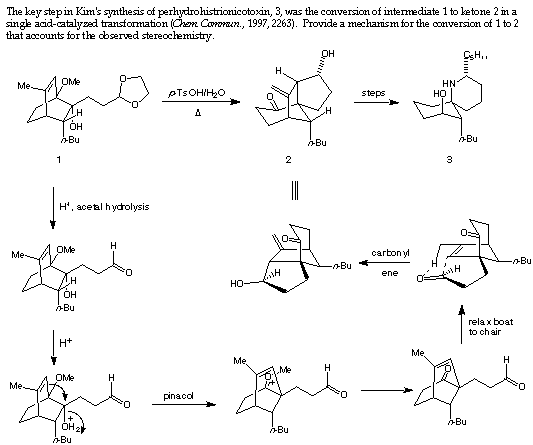 The key step in Kim's synthesis of perhydrohistrionicotoxin, 3, was the conversion of intermediate 1 to ketone 2 in a
single acid-catalyzed transformation (Chem. Commun., 1997, 2263). Provide a mechanism for the conversion of 1 to 2
that accounts for the observed stereochemistry.
OH
C5H11
Me OMe O O H HN
p-TsOH/H2O O steps HO
H OH Δ H
n-Bu n-Bu n-Bu
1 2 3
H+, acetal hydrolysis
Me OMe H O
H OH
n-Bu
O
HO H n-Bu
carbonyl
ene
O H H O n-Bu
relax boat
to chair
H+
Me OMe H O
+ OH2
n-Bu
pinacol
Me O+ Me H O
n-Bu
Me O H O
n-Bu